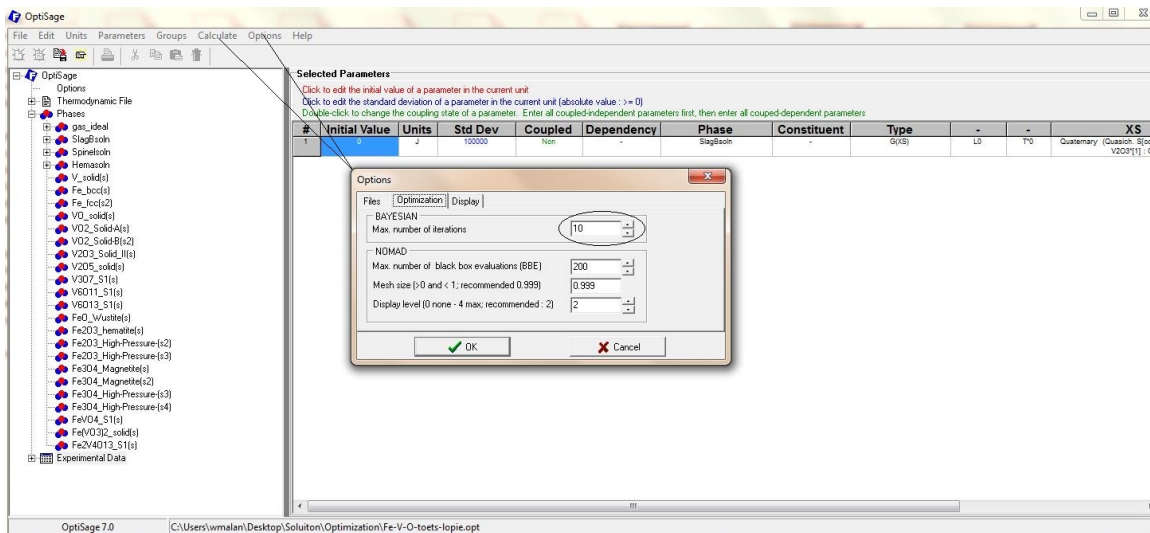 OptiSage
File Edit Units Parameters Groups Calculate Options Help
OptiSage
Options
Thermodynamic File
Phases
gas_ideal
SlagBsoln
Spinelsoln
Hemasoln
V_solid(s)
Fe_bcc(s)
Fe_fcc(s2)
VO_solid(s)
VO2_Solid-A(s)
VO2_Solid-B(s2)
V2O3_Solid_II(s)
V2O5_solid(s)
V3O7_S1(s)
V6O11_S1(s)
V6O13_S1(s)
FeO_Wustite(s)
Fe2O3_hematite(s)
Fe2O3_High-Pressure-(s2)
Fe2O3_High-Pressure-(s3)
Fe3O4_Magnetite(s)
Fe3O4_Magnetite(s2)
Fe3O4_High-Pressure-(s3)
Fe3O4_High-Pressure-(s4)
FeVO4_S1(s)
Fe(VO3)2_solid(s)
Fe2V4O13_S1(s)
Experimental Data
Selected Parameters
Click to edit the initial value of a parameter in the current unit
Click to edit the standard deviation of a parameter in the current unit (absolute value : >= 0)
Double-click to change the coupling state of a parameter. Enter all coupled-independent parameters first, then enter all couped-dependent parameters
# Initial Value Units Std Dev Coupled Dependency Phase Constituent Type - - XS
1 0 J 100000 Non - SlagBsoln - G(XS) L0 T^0 Quaternary (Quasich.
V2O3*[1] :
Options
Files Optimization Display
BAYESIAN
Max. number of iterations 10
NOMAD
Max. number of black box evaluations (BBE) 200
Mesh size (>0 and < 1; recommended 0.999) 0.999
Display level (0 none - 4 max; recommended : 2) 2
OK Cancel
OptiSage 7.0 C:\Users\wmalan\Desktop\Soluiton\Optimization\Fe-V-O-toets-lopie.opt